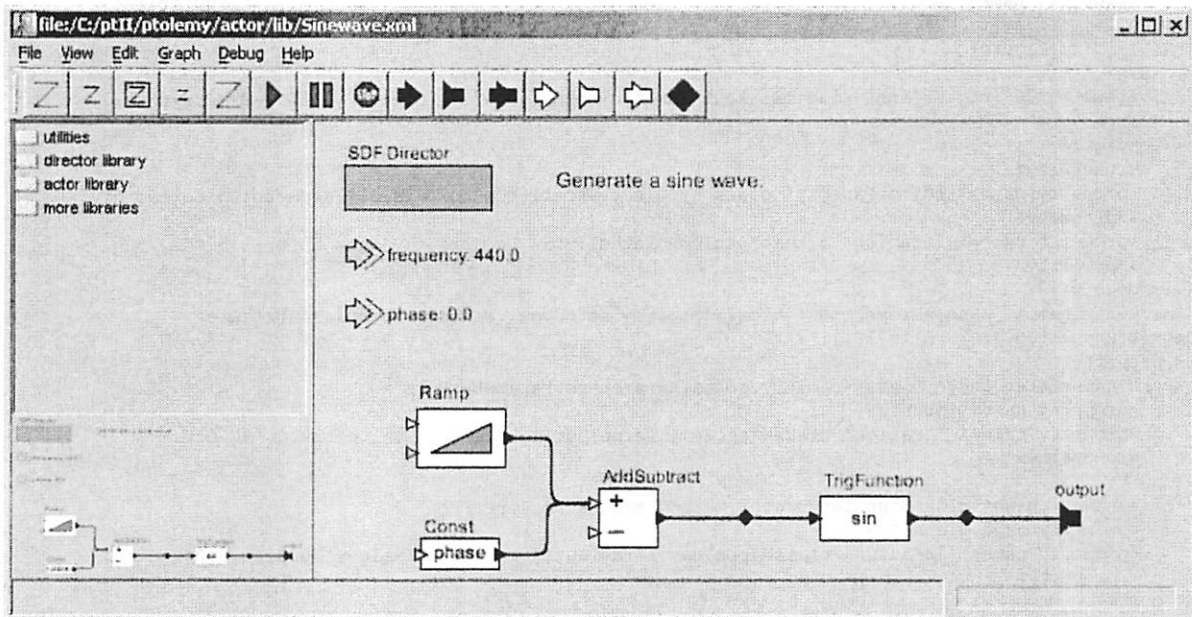 file:/C:/ptII/ptolemy/actor/lib/Sinewave.xml
File View Edit Graph Debug Help
utilities
director library
actor library
more libraries
SDF Director
Generate a sine wave.
frequency: 440.0
phase: 0.0
Ramp
AddSubtract
+
−
TrigFunction
sin
output
Const
phase